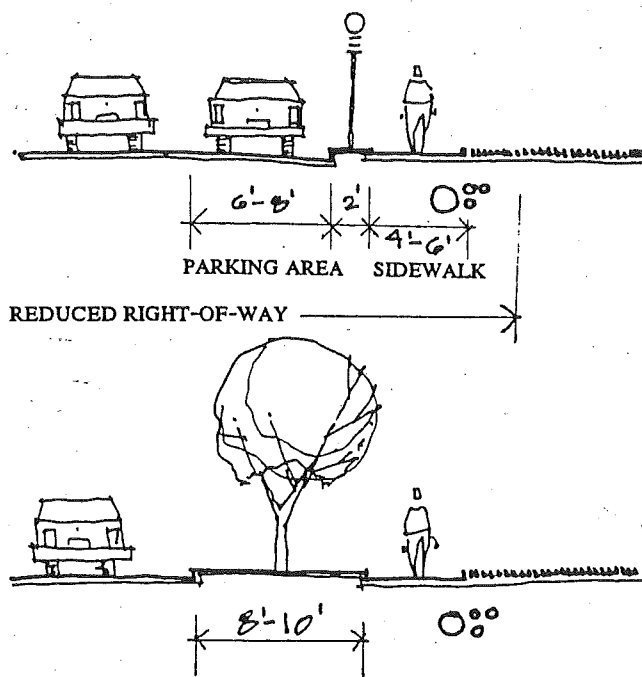 6'-8' 2' 4'-6'
PARKING AREA SIDEWALK
REDUCED RIGHT-OF-WAY
8'-10'